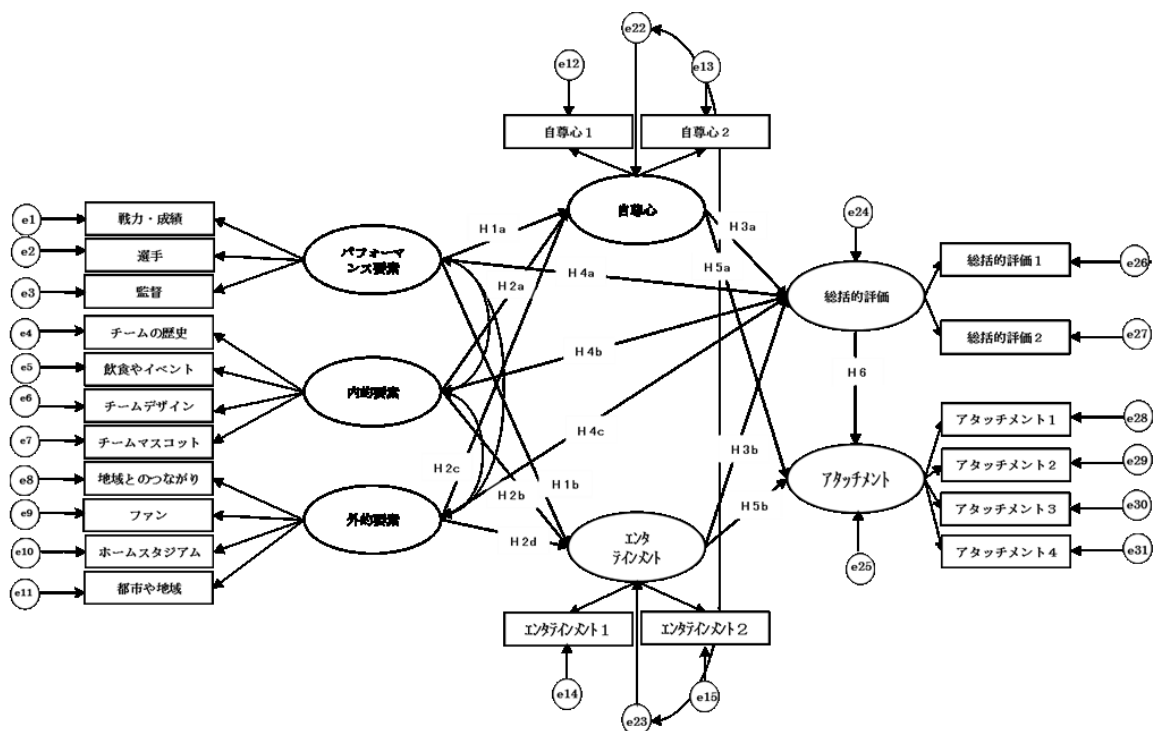 e22
e12
e13
自尊心1
自尊心2
自尊心
e1
戦力・成績
e2
選手
e3
監督
パフォーマ
ンス要素
H1a
H3a
e24
H4a
H5a
総括的評価
総括的評価1
e26
総括的評価2
e27
e4
チームの歴史
e5
飲食やイベント
e6
チームデザイン
e7
チームマスコット
内的要素
H2a
H4b
H6
H4c
H3b
e8
地域とのつながり
e9
ファン
e10
ホームスタジアム
e11
都市や地域
外的要素
H2c
H2b
H1b
H2d
エンタ
テインメント
H5b
アタッチメント
アタッチメント1
e28
アタッチメント2
e29
アタッチメント3
e30
アタッチメント4
e31
e25
エンタテインメント1
エンタテインメント2
e14
e23
e15